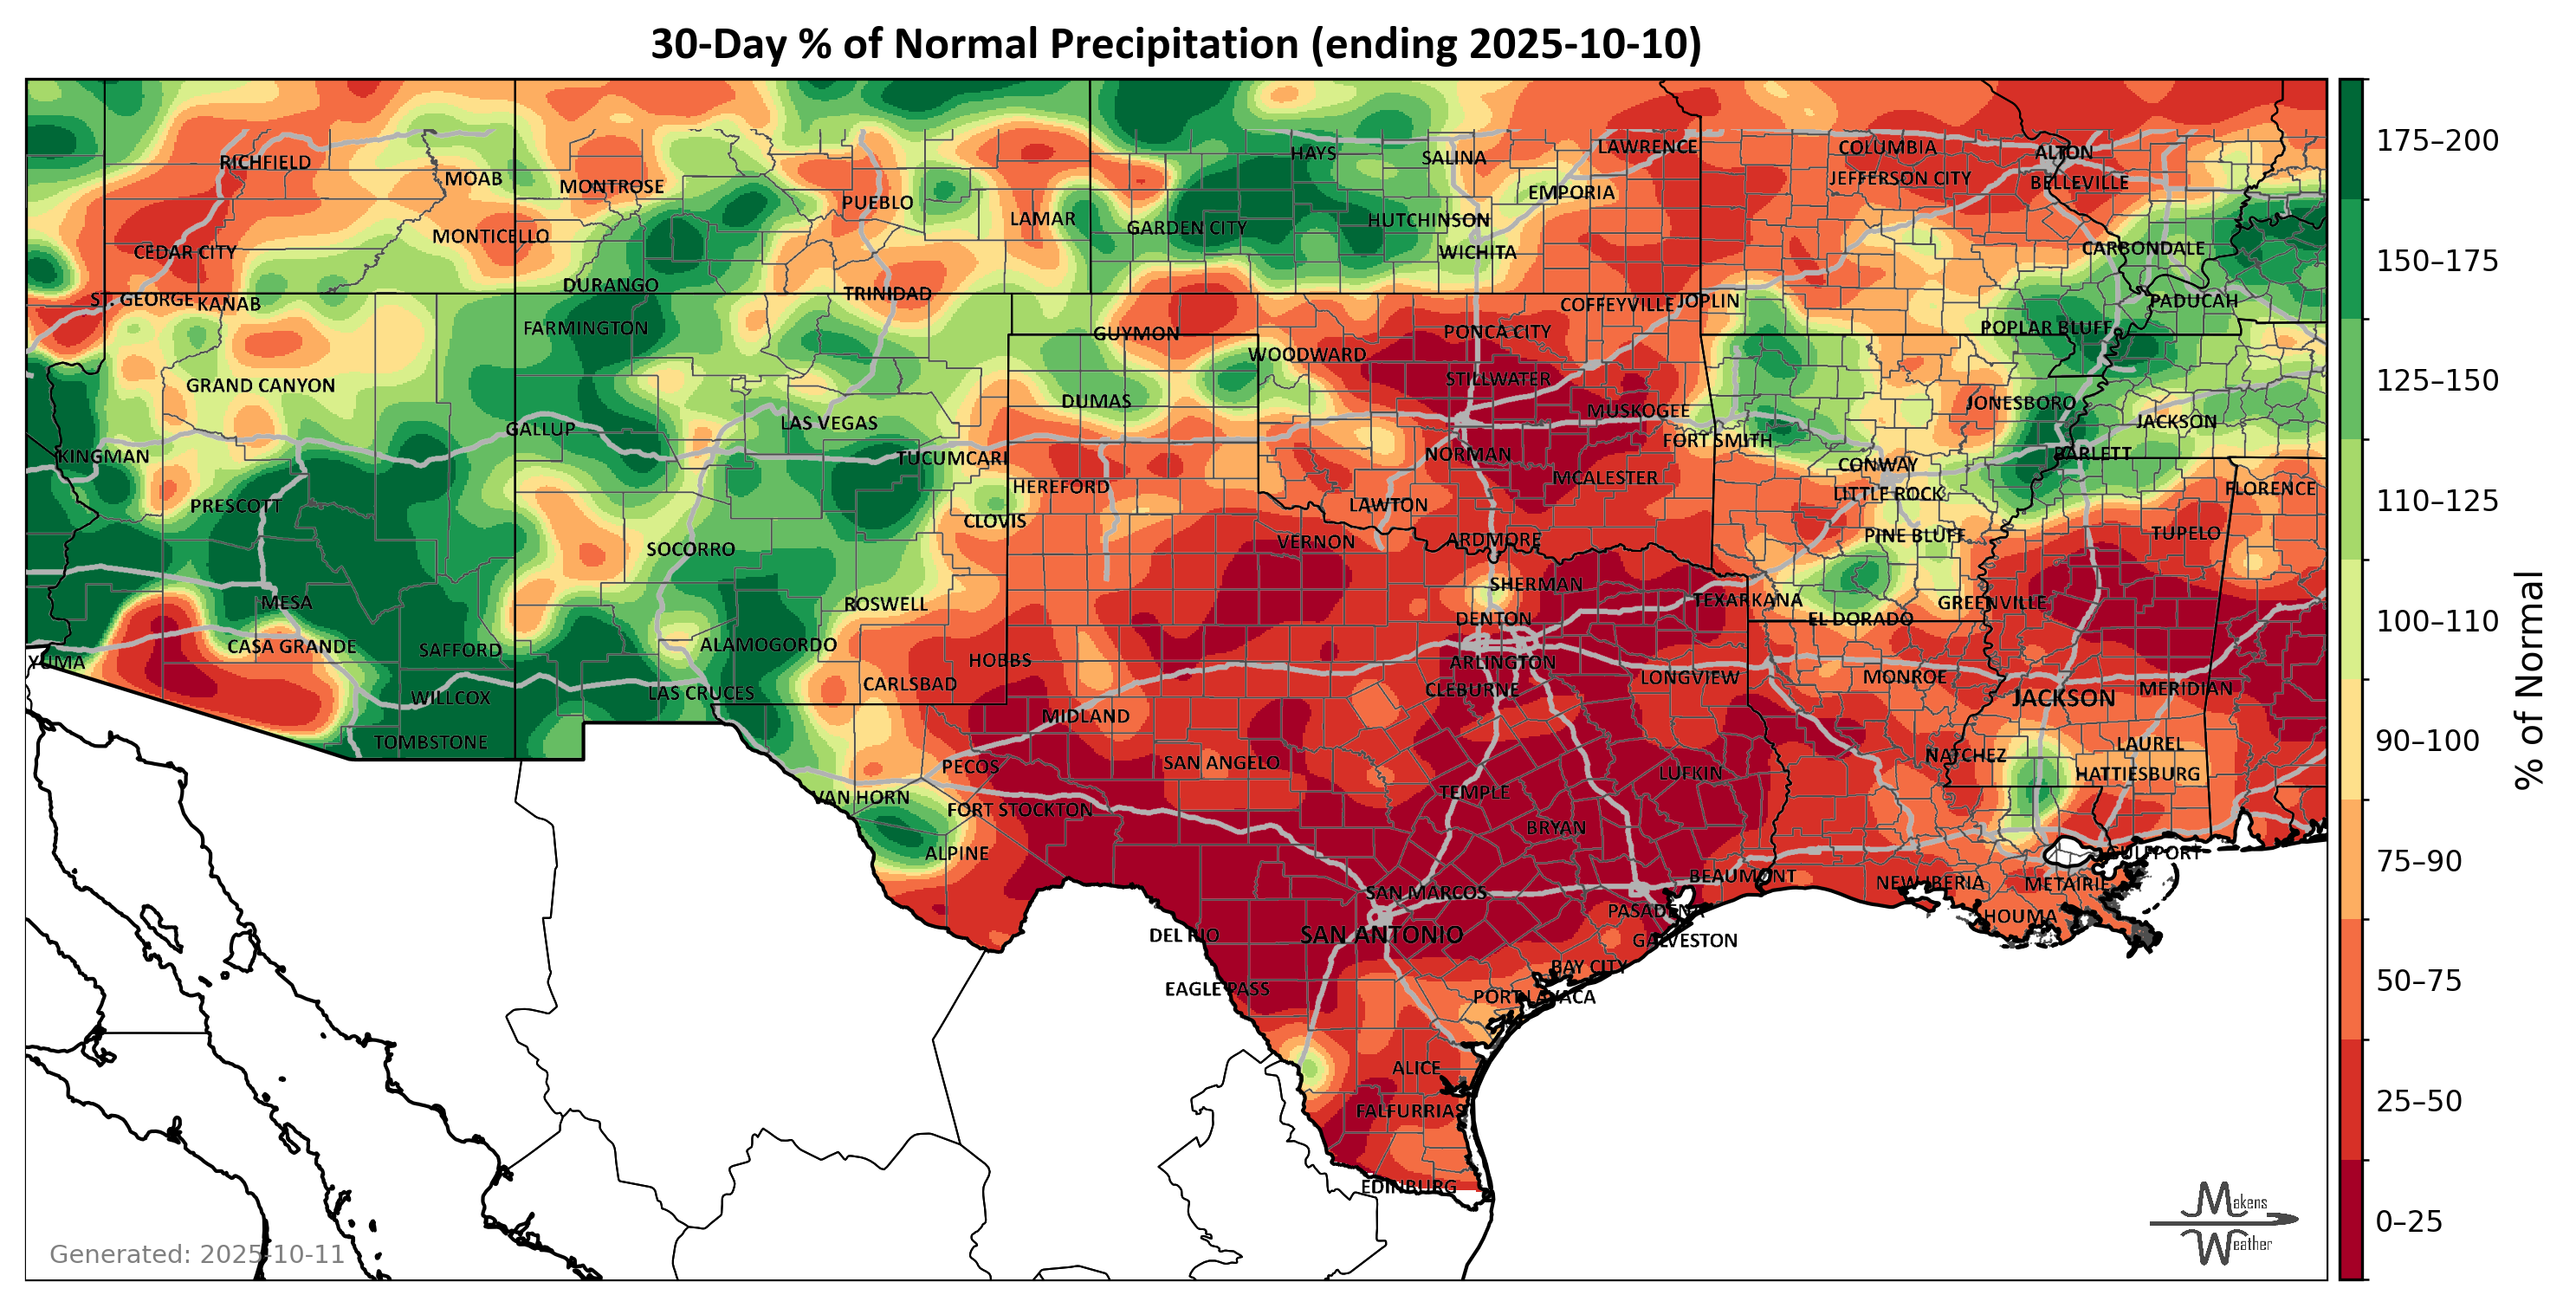 30-Day % of Normal Precipitation (ending 2025-10-10)
HAYS
SALINA
LAWRENCE
COLUMBIA
ALTON
RICHFIELD
MOAB
MONTROSE
PUEBLO
EMPORIA
JEFFERSON CITY
BELLEVILLE
LAMAR
GARDEN CITY
HUTCHINSON
MONTICELLO
CEDAR CITY
WICHITA
CARBONDALE
DURANGO
TRINIDAD
ST. GEORGE
KANAB
COFFEYVILLE
JOPLIN
PADUCAH
FARMINGTON
GUYMON
PONCA CITY
POPLAR BLUFF
WOODWARD
GRAND CANYON
STILLWATER
DUMAS
MUSKOGEE
JONESBORO
GALLUP
LAS VEGAS
JACKSON
FORT SMITH
KINGMAN
TUCUMCARI
NORMAN
BARLETT
CONWAY
HEREFORD
MCALESTER
LITTLE ROCK
FLORENCE
PRESCOTT
LAWTON
CLOVIS
PINE BLUFF
TUPELO
SOCORRO
VERNON
ARDMORE
SHERMAN
MESA
ROSWELL
TEXARKANA
GREENVILLE
DENTON
EL DORADO
CASA GRANDE
SAFFORD
ALAMOGORDO
YUMA
HOBBS
ARLINGTON
WILLCOX
LAS CRUCES
CARLSBAD
CLEBURNE
LONGVIEW
MONROE
JACKSON
MERIDIAN
MIDLAND
TOMBSTONE
PECOS
SAN ANGELO
LUFKIN
NATCHEZ
LAUREL
HATTIESBURG
VAN HORN
FORT STOCKTON
TEMPLE
BRYAN
ALPINE
GULFPORT
SAN MARCOS
BEAUMONT
NEW IBERIA
METAIRIE
PASADENA
HOUMA
DEL RIO
SAN ANTONIO
GALVESTON
BAY CITY
EAGLE PASS
PORT LAVACA
ALICE
FALFURRIAS
EDINBURG
175–200
150–175
125–150
110–125
100–110
90–100
75–90
50–75
25–50
0–25
% of Normal
Generated: 2025-10-11
Makens
Weather